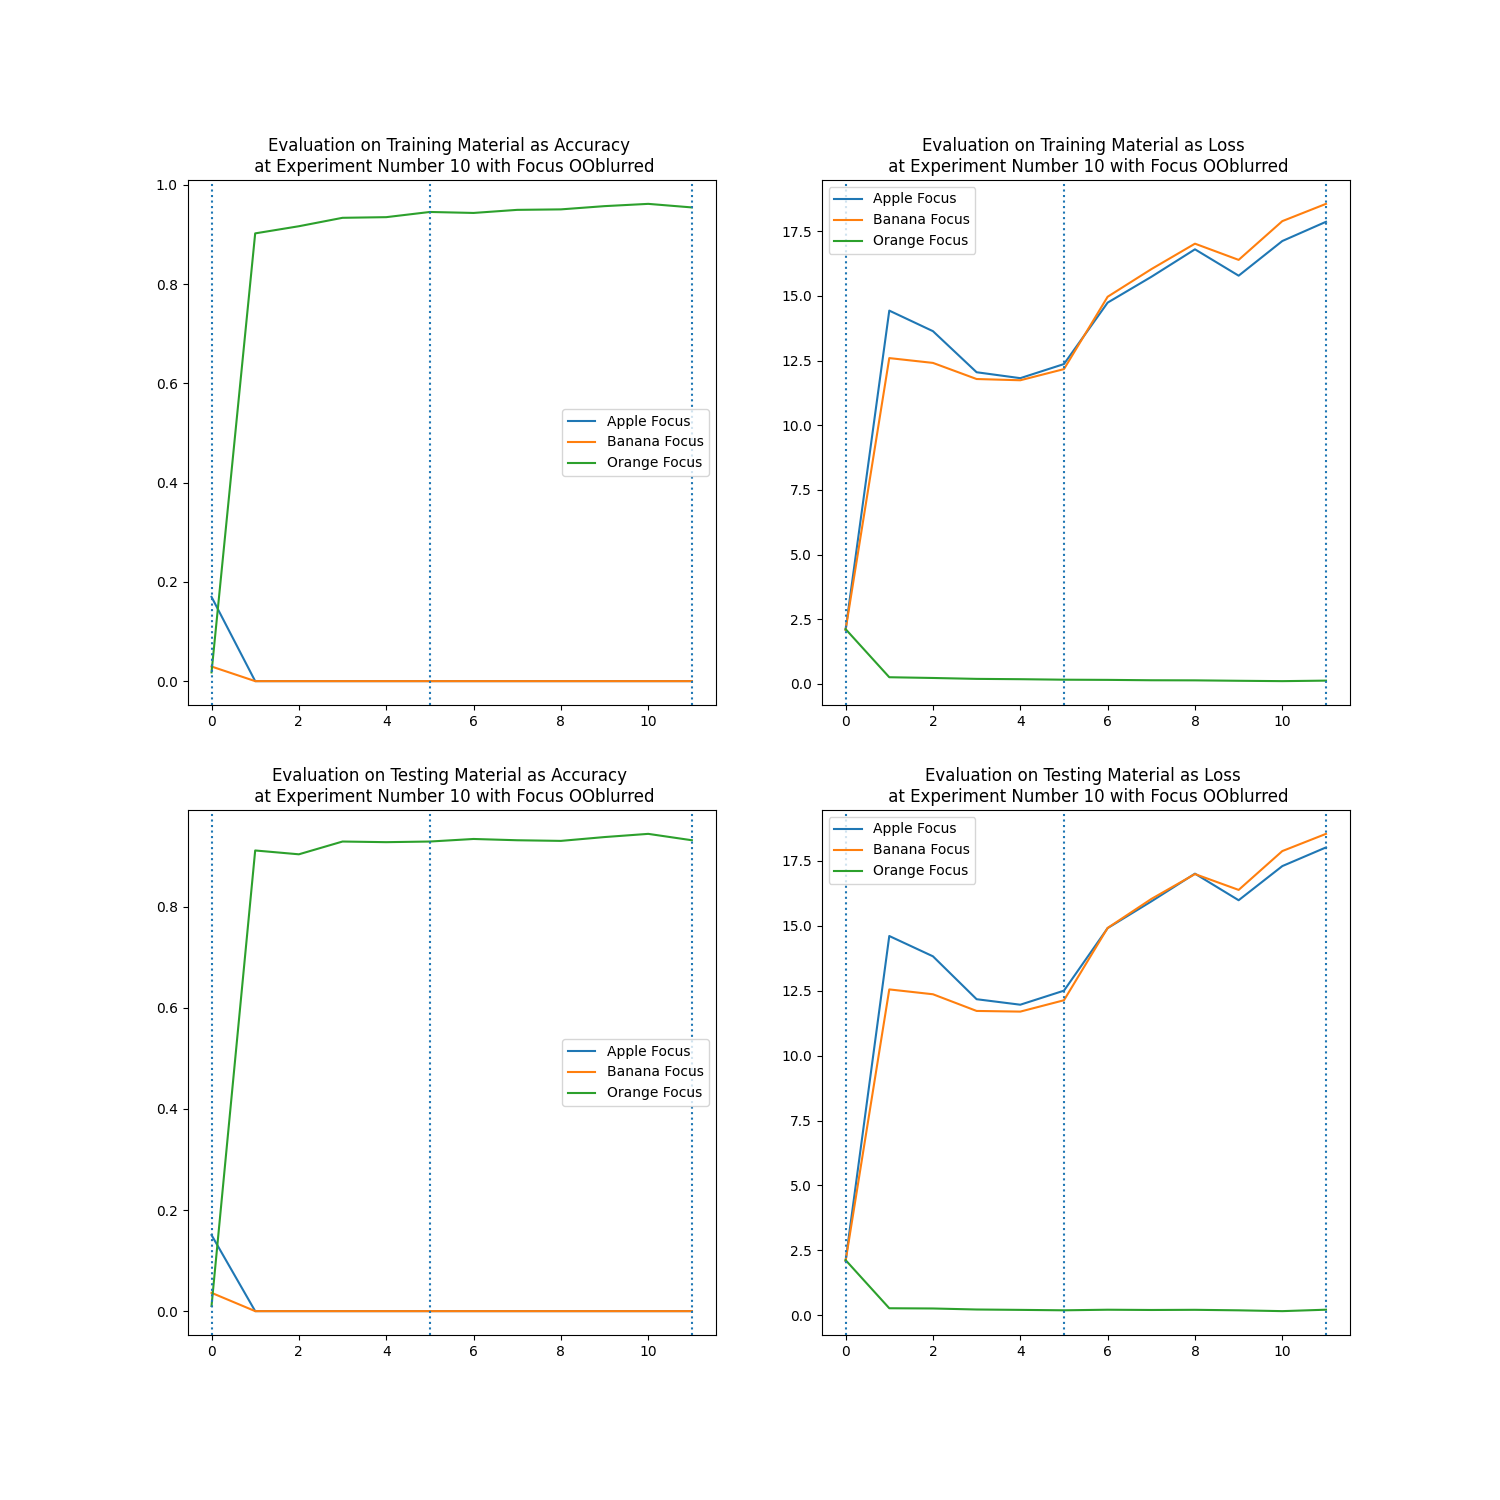 Evaluation on Training Material as Accuracy
at Experiment Number 10 with Focus OOblurred
1.0
0.8
0.6
0.4
0.2
0.0
Apple Focus
Banana Focus
Orange Focus
0 2 4 6 8 10
Evaluation on Training Material as Loss
at Experiment Number 10 with Focus OOblurred
Apple Focus
Banana Focus
Orange Focus
17.5
15.0
12.5
10.0
7.5
5.0
2.5
0.0
0 2 4 6 8 10
Evaluation on Testing Material as Accuracy
at Experiment Number 10 with Focus OOblurred
0.8
0.6
0.4
0.2
0.0
Apple Focus
Banana Focus
Orange Focus
0 2 4 6 8 10
Evaluation on Testing Material as Loss
at Experiment Number 10 with Focus OOblurred
Apple Focus
Banana Focus
Orange Focus
17.5
15.0
12.5
10.0
7.5
5.0
2.5
0.0
0 2 4 6 8 10